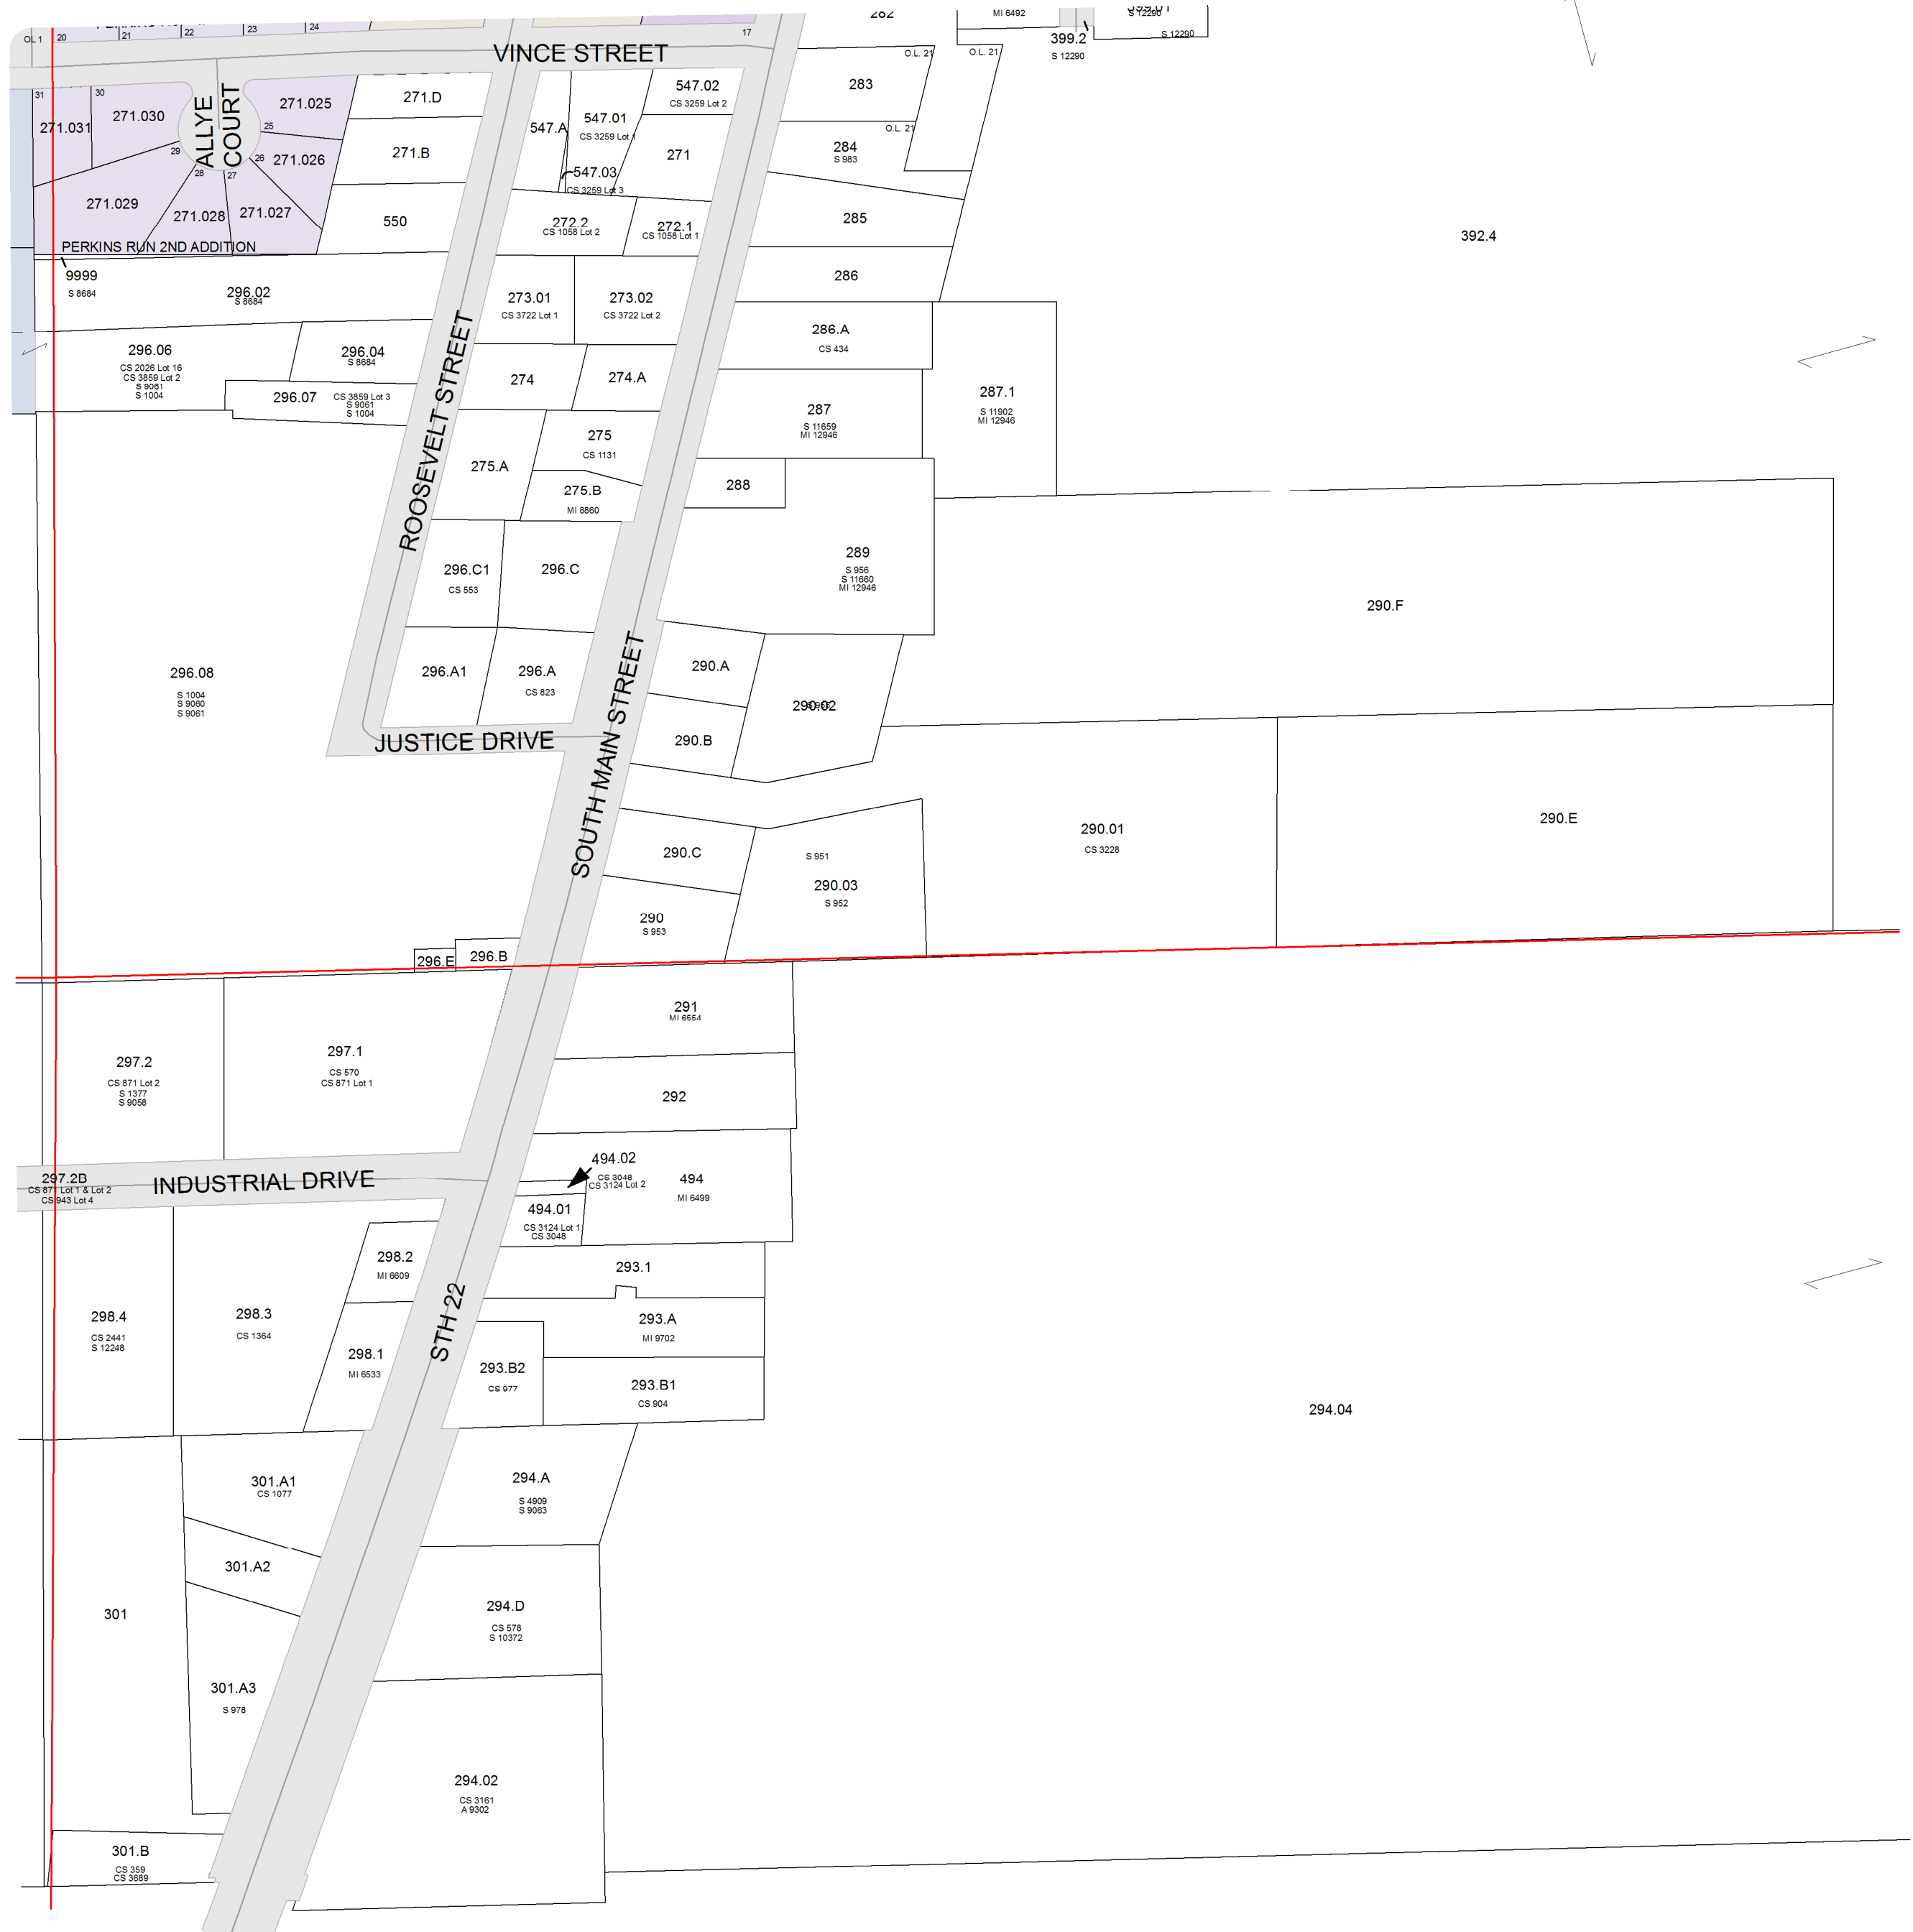 282
MI 6492
S 12290
S 12290
399.2
S 12290
OL 1
20
21
22
23
24
17
VINCE STREET
O.L. 21
O.L. 21
31
30
271.031
271.030
ALLYE
COURT
271.025
25
29
26
28
27
271.026
271.029
271.028
271.027
PERKINS RUN 2ND ADDITION
271.D
271.B
550
547.A
547.01
CS 3259 Lot 1
547.02
CS 3259 Lot 2
547.03
CS 3259 Lot 3
271
272.2
CS 1058 Lot 2
272.1
CS 1058 Lot 1
283
O.L. 21
284
S 983
285
286
392.4
9999
S 8684
296.02
S 8684
273.01
CS 3722 Lot 1
273.02
CS 3722 Lot 2
286.A
CS 434
296.06
CS 2026 Lot 16
CS 3859 Lot 2
S 9061
S 1004
296.04
S 8684
296.07
CS 3859 Lot 3
S 9061
S 1004
ROOSEVELT STREET
274
274.A
287
S 11659
MI 12946
287.1
S 11902
MI 12946
275.A
275
CS 1131
275.B
MI 8860
288
289
S 956
S 11660
MI 12946
296.C1
CS 553
296.C
290.F
296.08
S 1004
S 9060
S 9061
296.A1
296.A
CS 823
290.A
290.02
290.B
JUSTICE DRIVE
SOUTH MAIN STREET
290.C
S 951
290.03
S 952
290.01
CS 3228
290.E
290
S 953
296.E
296.B
291
MI 6554
297.2
CS 871 Lot 2
S 1377
S 9058
297.1
CS 570
CS 871 Lot 1
292
297.2B
CS 871 Lot 1 & Lot 2
CS 943 Lot 4
INDUSTRIAL DRIVE
494.02
CS 3048
CS 3124 Lot 2
494
MI 6499
494.01
CS 3124 Lot 1
CS 3048
298.2
MI 6609
293.1
298.4
CS 2441
S 12248
298.3
CS 1364
STH 22
293.A
MI 9702
298.1
MI 6533
293.B2
CS 977
293.B1
CS 904
294.04
301.A1
CS 1077
294.A
S 4909
S 9063
301.A2
301
294.D
CS 578
S 10372
301.A3
S 978
294.02
CS 3161
A 9302
301.B
CS 359
CS 3689